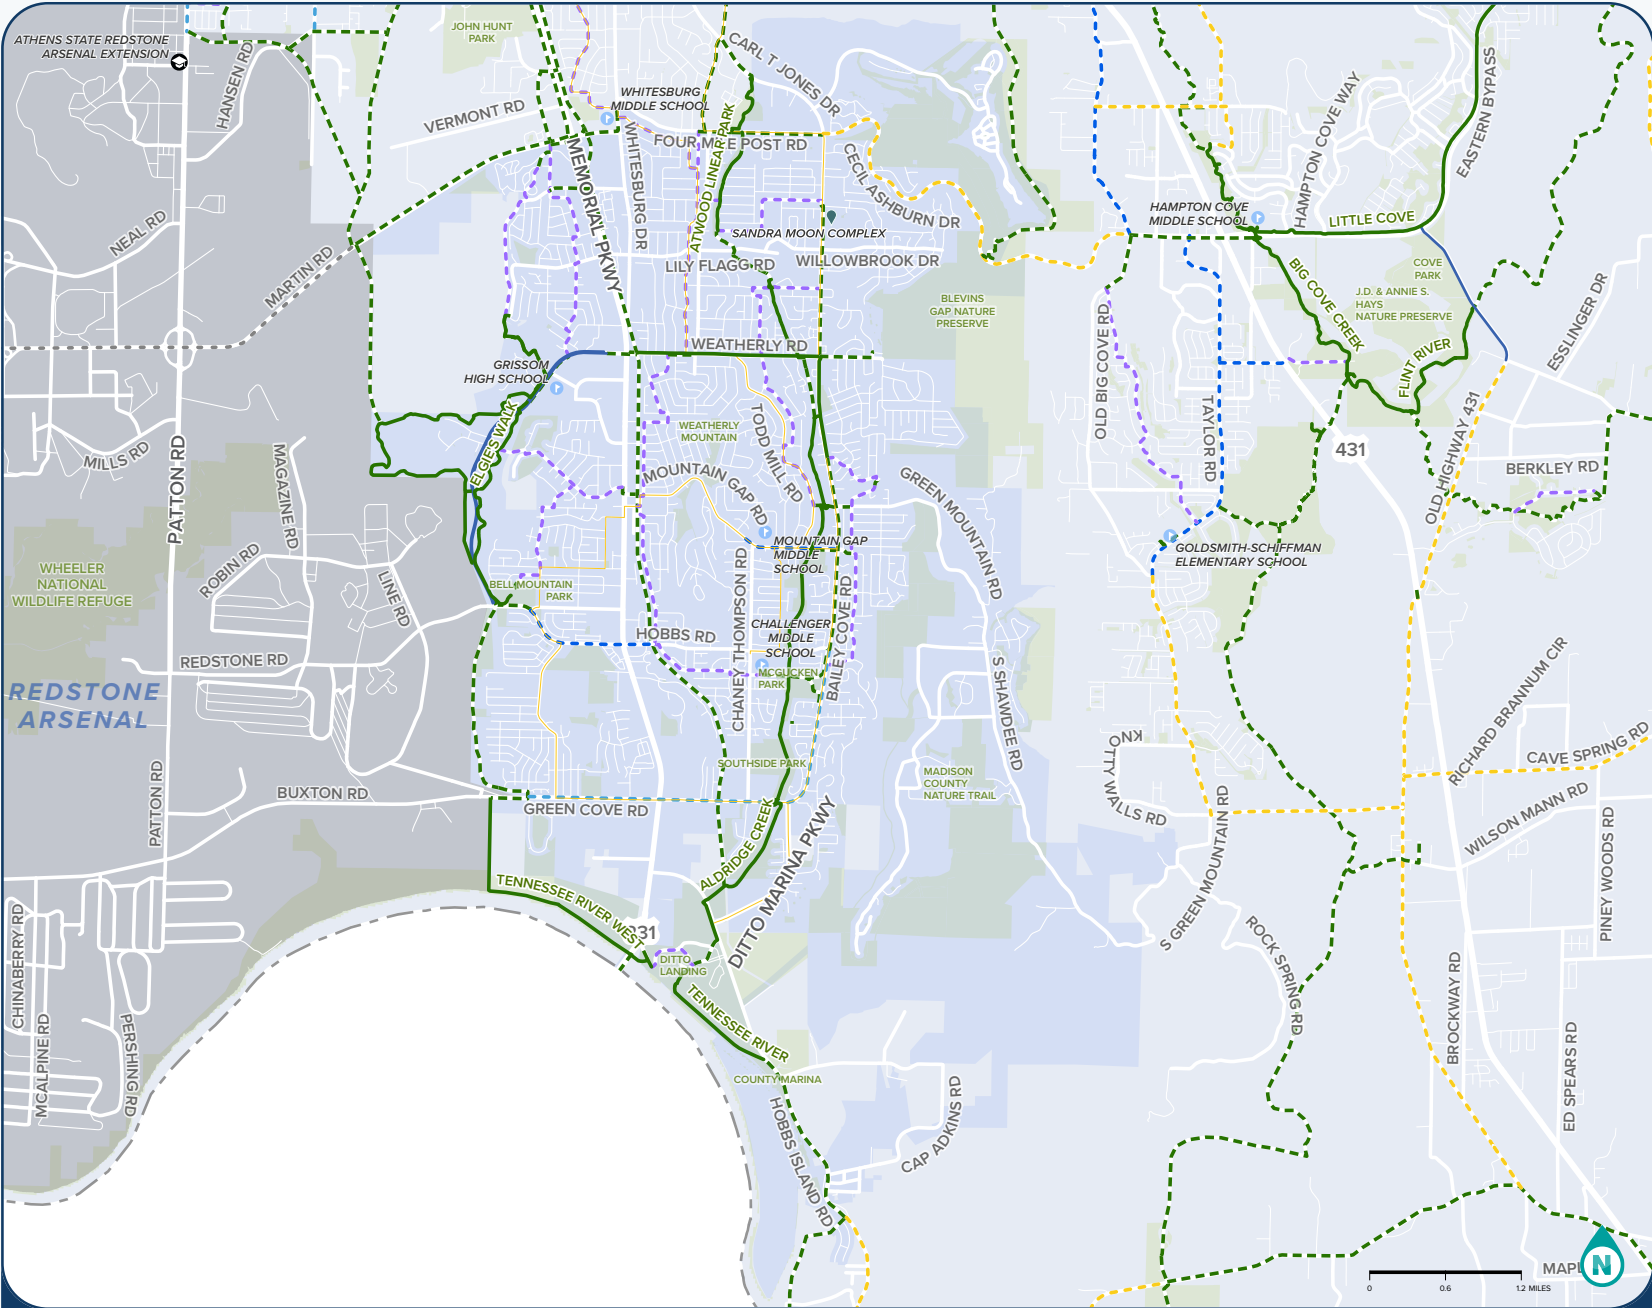 ATHENS STATE REDSTONE
ARSENAL EXTENSION
HANSEN RD
JOHN HUNT
PARK
VERMONT RD
WHITESBURG
MIDDLE SCHOOL
CARL T JONES DR
FOUR MILE POST RD
MEMORIAL PKWY
WHITESBURG DR
ATWOOD LINEAR PARK
CECIL ASHBURN DR
SANDRA MOON COMPLEX
LILY FLAGG RD
WILLOWBROOK DR
HAMPTON COVE WAY
EASTERN BYPASS
HAMPTON COVE
MIDDLE SCHOOL
LITTLE COVE
BIG COVE CREEK
COVE
PARK
J.D. & ANNIE S.
HAYS
NATURE PRESERVE
FLINT RIVER
ESSLINGER DR
NEAL RD
MARTIN RD
BLEVINS
GAP NATURE
PRESERVE
OLD BIG COVE RD
WEATHERLY RD
GRISSOM
HIGH SCHOOL
ELGIE'S WALK
WEATHERLY
MOUNTAIN
TODD MILL RD
MOUNTAIN GAP RD
TAYLOR RD
431
OLD HIGHWAY 431
BERKLEY RD
MILLS RD
PATTON RD
MAGAZINE RD
GREEN MOUNTAIN RD
MOUNTAIN GAP
MIDDLE
SCHOOL
GOLDSMITH-SCHIFFMAN
ELEMENTARY SCHOOL
WHEELER
NATIONAL
WILDLIFE REFUGE
ROBIN RD
LINE RD
BELL MOUNTAIN
PARK
CHANEY THOMPSON RD
BAILEY COVE RD
CHALLENGER
MIDDLE
SCHOOL
HOBBS RD
MCGUCKEN
PARK
REDSTONE RD
REDSTONE
ARSENAL
S SHAWDEE RD
RICHARD BRANNUM CIR
KNOTTY WALLS RD
CAVE SPRING RD
SOUTHSIDE PARK
MADISON
COUNTY
NATURE TRAIL
PATTON RD
BUXTON RD
GREEN COVE RD
ALDRIDGE CREEK
DITTO MARINA PKWY
S GREEN MOUNTAIN RD
WILSON MANN RD
PINEY WOODS RD
TENNESSEE RIVER WEST
231
DITTO
LANDING
ROCK SPRING RD
CHINABERRY RD
MCALPINE RD
PERSHING RD
TENNESSEE RIVER
COUNTY MARINA
HOBBS ISLAND RD
CAP ADKINS RD
BROCKWAY RD
ED SPEARS RD
N
0 0.6 1.2 MILES